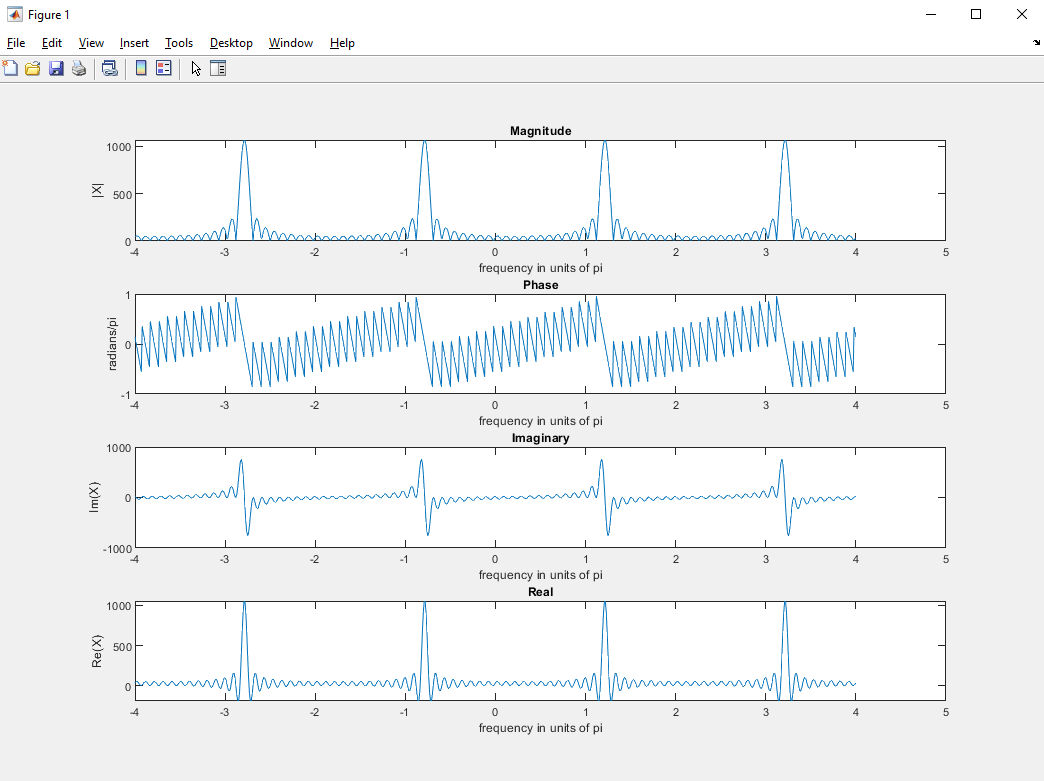 Figure 1
File Edit View Insert Tools Desktop Window Help
Magnitude
1000
500
0
|X|
-4 -3 -2 -1 0 1 2 3 4 5
frequency in units of pi
Phase
1
0
-1
radians/pi
-4 -3 -2 -1 0 1 2 3 4 5
frequency in units of pi
Imaginary
1000
0
-1000
Im(X)
-4 -3 -2 -1 0 1 2 3 4 5
frequency in units of pi
Real
1000
500
0
Re(X)
-4 -3 -2 -1 0 1 2 3 4 5
frequency in units of pi